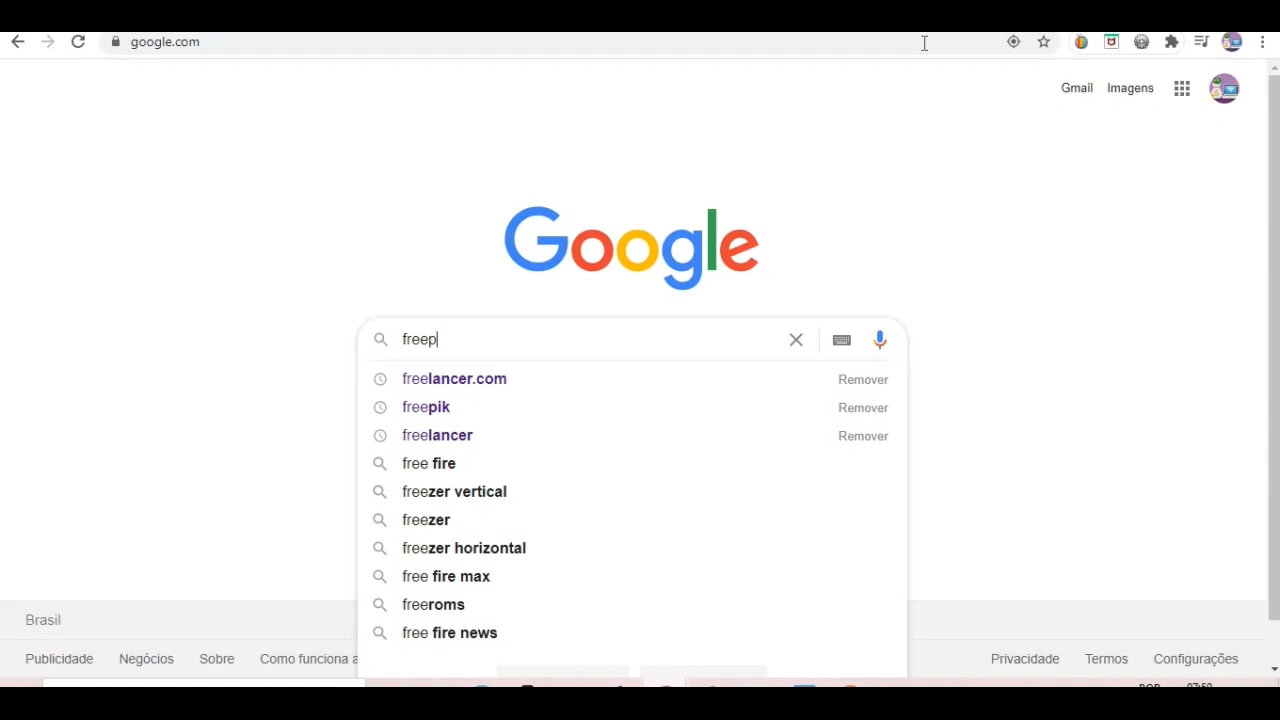 google.com
Gmail Imagens
Google
freep
freelancer.com Remover
freepik Remover
freelancer Remover
free fire
freezer vertical
freezer
freezer horizontal
free fire max
freeroms
free fire news
Brasil
Publicidade Negócios Sobre Como funciona a Privacidade Termos Configurações